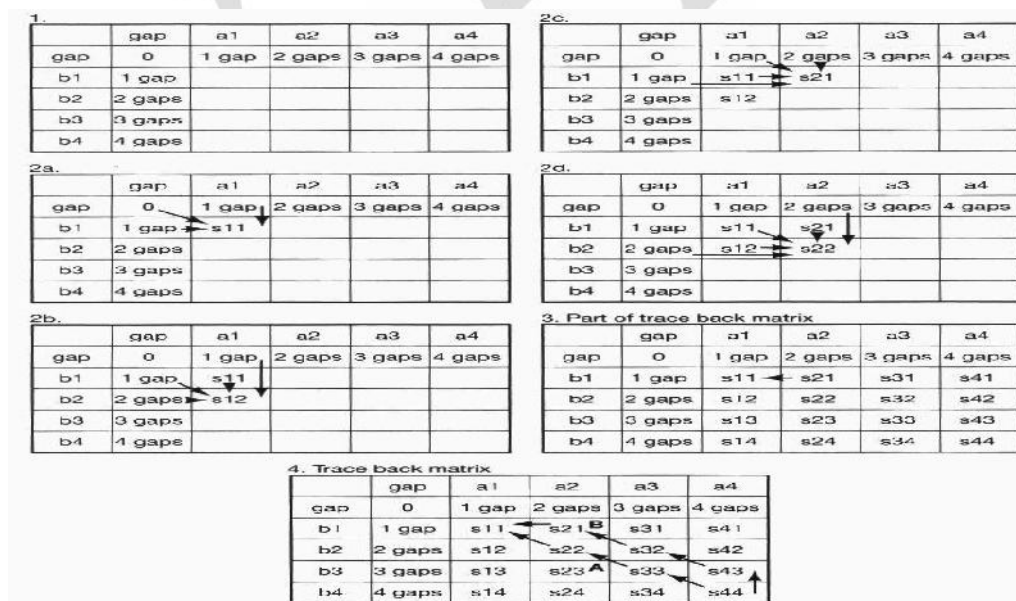 1.
gap a1 a2 a3 a4
gap 0 1 gap 2 gaps 3 gaps 4 gaps
b1 1 gap
b2 2 gaps
b3 3 gaps
b4 4 gaps
2a.
gap a1 a2 a3 a4
gap 0 1 gap 2 gaps 3 gaps 4 gaps
b1 1 gap s11
b2 2 gaps
b3 3 gaps
b4 4 gaps
2b.
gap a1 a2 a3 a4
gap 0 1 gap 2 gaps 3 gaps 4 gaps
b1 1 gap s11
b2 2 gaps s12
b3 3 gaps
b4 4 gaps
2c.
gap a1 a2 a3 a4
gap 0 1 gap 2 gaps 3 gaps 4 gaps
b1 1 gap s11 s21
b2 2 gaps s12
b3 3 gaps
b4 4 gaps
2d.
gap a1 a2 a3 a4
gap 0 1 gap 2 gaps 3 gaps 4 gaps
b1 1 gap s11 s21
b2 2 gaps s12 s22
b3 3 gaps
b4 4 gaps
3. Part of trace back matrix
gap a1 a2 a3 a4
gap 0 1 gap 2 gaps 3 gaps 4 gaps
b1 1 gap s11 s21 s31 s41
b2 2 gaps s12 s22 s32 s42
b3 3 gaps s13 s23 s33 s43
b4 4 gaps s14 s24 s34 s44
4. Trace back matrix
gap a1 a2 a3 a4
gap 0 1 gap 2 gaps 3 gaps 4 gaps
b1 1 gap s11 s21 B s31 s41
b2 2 gaps s12 s22 s32 s42
b3 3 gaps s13 s23 A s33 s43
b4 4 gaps s14 s24 s34 s44